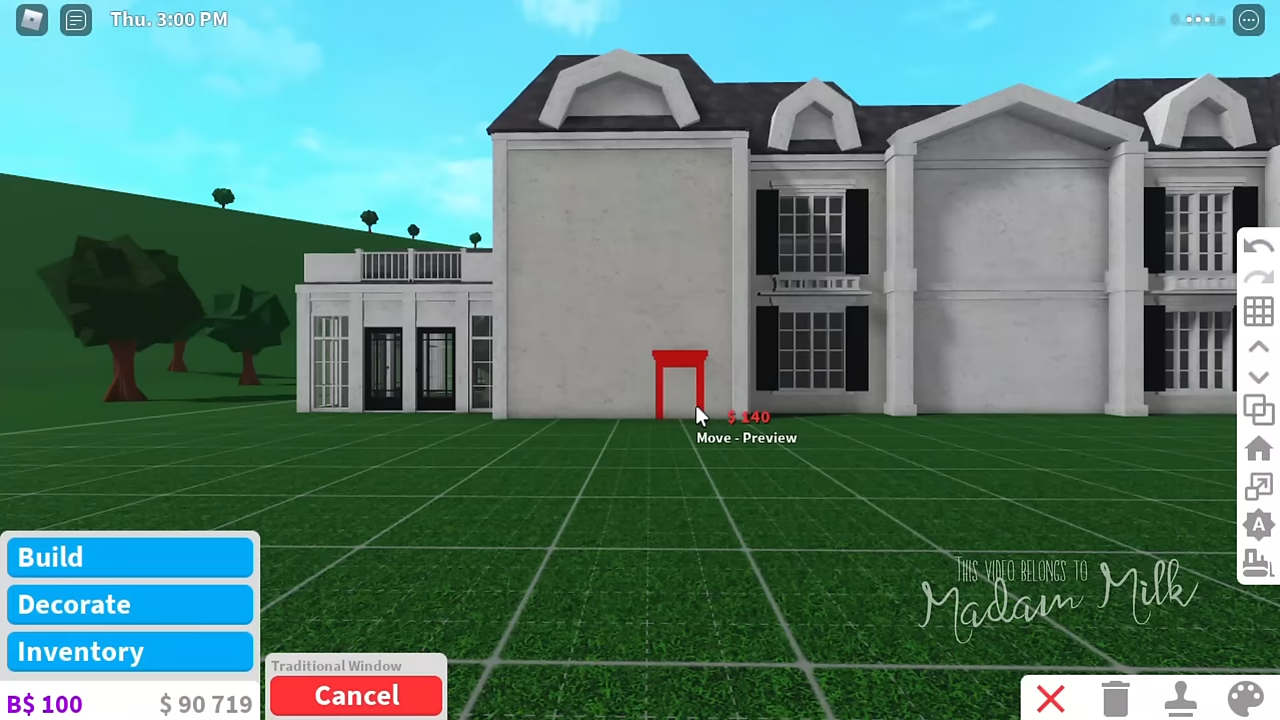 Thu. 3:00 PM
$ 140
Move - Preview
Build
Decorate
Inventory
B$ 100
$ 90 719
Traditional Window
Cancel
A
THIS VIDEO BELONGS TO
Madam Milk